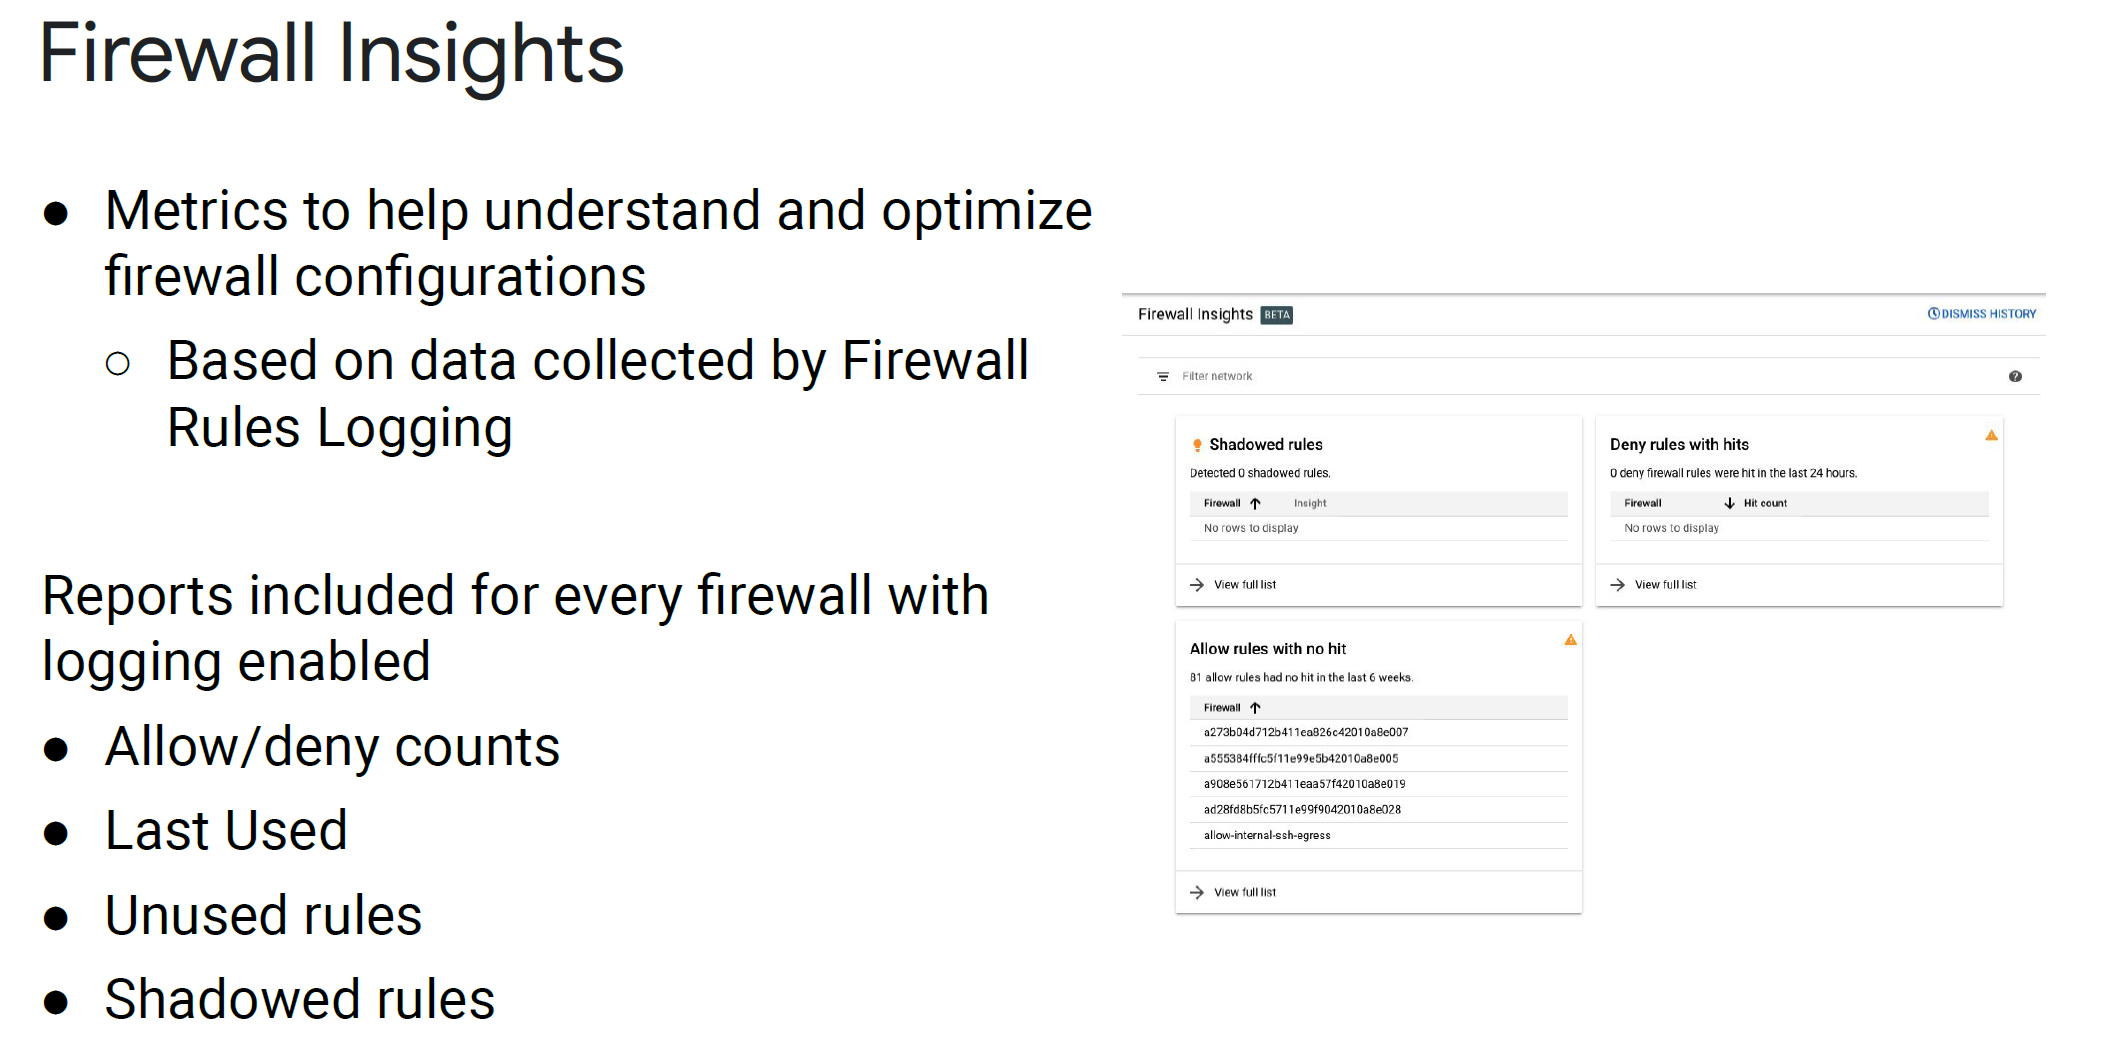 Firewall Insights
● Metrics to help understand and optimize
firewall configurations
○ Based on data collected by Firewall
Rules Logging
Reports included for every firewall with
logging enabled
● Allow/deny counts
● Last Used
● Unused rules
● Shadowed rules
Firewall Insights BETA
DISMISS HISTORY
Filter network
Shadowed rules
Detected 0 shadowed rules.
Firewall ↑ Insight
No rows to display
→ View full list
Deny rules with hits
0 deny firewall rules were hit in the last 24 hours.
Firewall ↓ Hit count
No rows to display
→ View full list
Allow rules with no hit
81 allow rules had no hit in the last 6 weeks.
Firewall ↑
a273b04d712b411ea826c42010a8e007
a555384fffc5f11e99e5b42010a8e005
a908e561712b411eaa57f42010a8e019
ad28fd8b5fc5711e99f9042010a8e028
allow-internal-ssh-egress
→ View full list